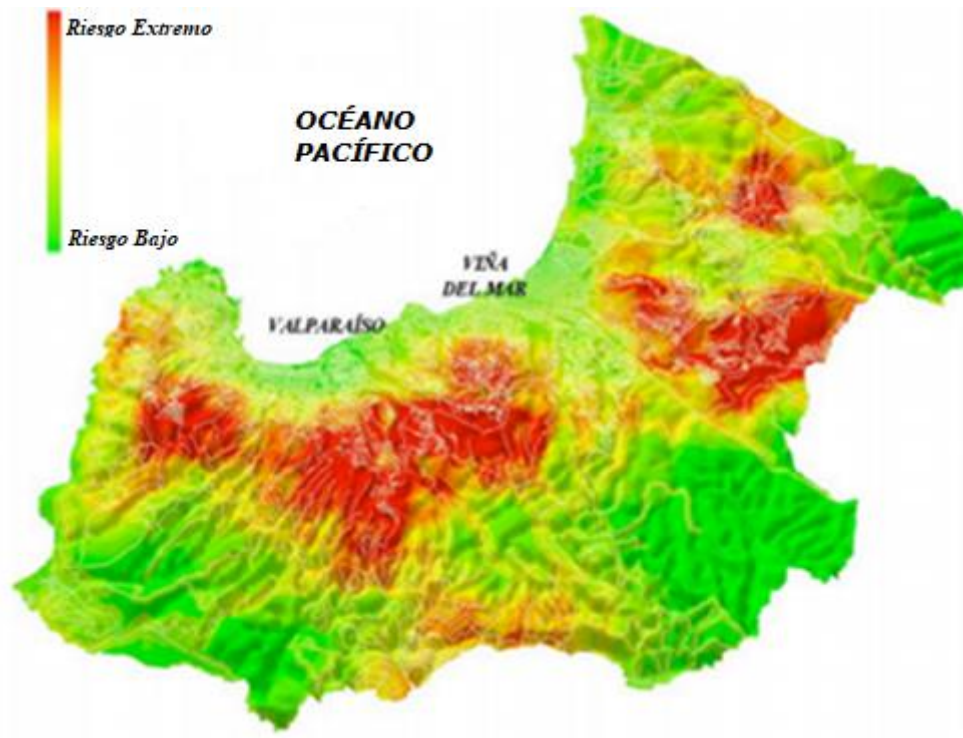 Riesgo Extremo
OCÉANO
PACÍFICO
Riesgo Bajo
VIÑA
DEL MAR
VALPARAÍSO